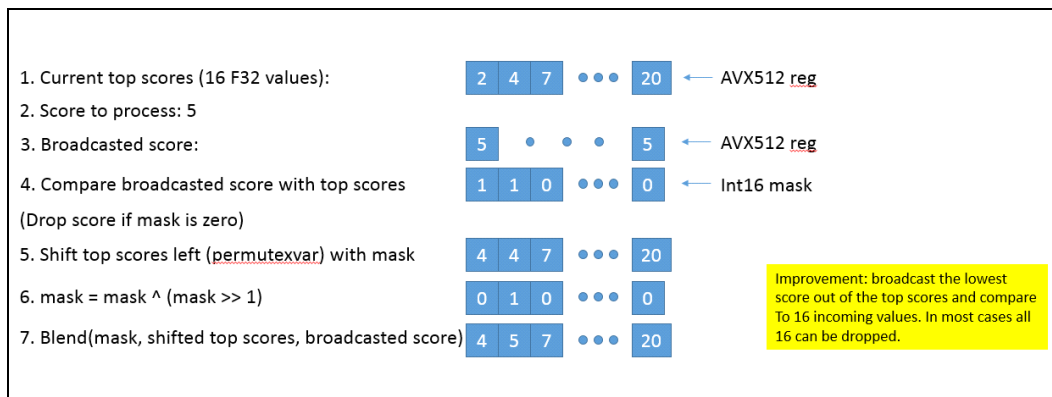 1. Current top scores (16 F32 values):
2 4 7 ••• 20 ← AVX512 reg
2. Score to process: 5
3. Broadcasted score:
5 • • • 5 ← AVX512 reg
4. Compare broadcasted score with top scores
1 1 0 ••• 0 ← Int16 mask
(Drop score if mask is zero)
5. Shift top scores left (permutexvar) with mask
4 4 7 ••• 20
6. mask = mask ^ (mask >> 1)
0 1 0 ••• 0
7. Blend(mask, shifted top scores, broadcasted score)
4 5 7 ••• 20
Improvement: broadcast the lowest
score out of the top scores and compare
To 16 incoming values. In most cases all
16 can be dropped.